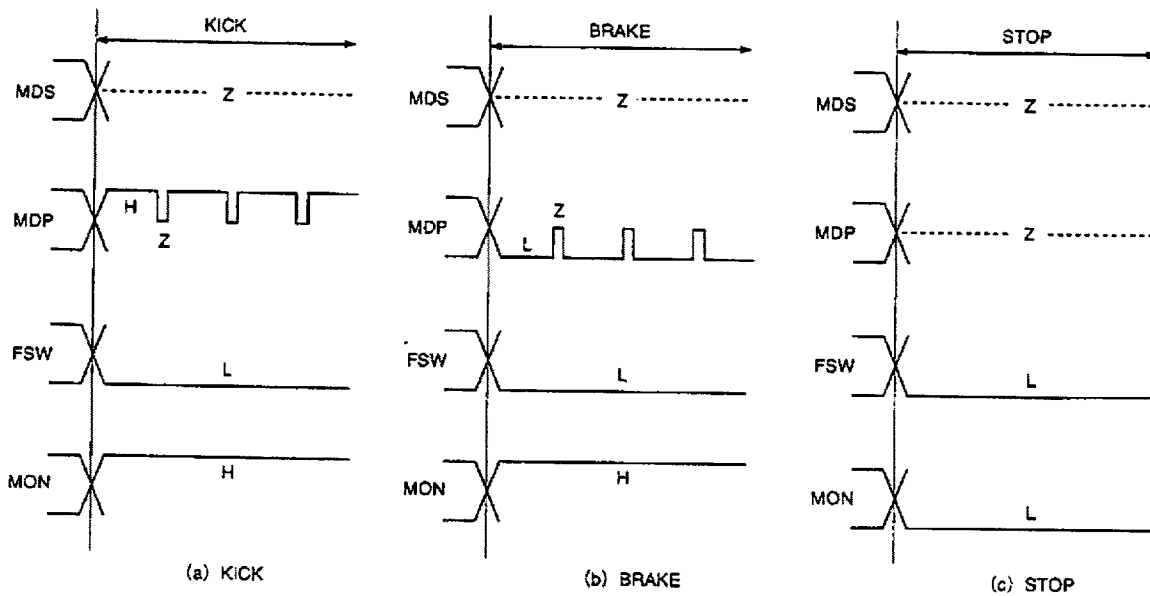 KICK
MDS
Z
MDP
H
Z
FSW
L
MON
H
(a) KICK
BRAKE
MDS
Z
MDP
Z
L
FSW
L
MON
H
(b) BRAKE
STOP
MDS
Z
MDP
Z
FSW
L
MON
L
(c) STOP